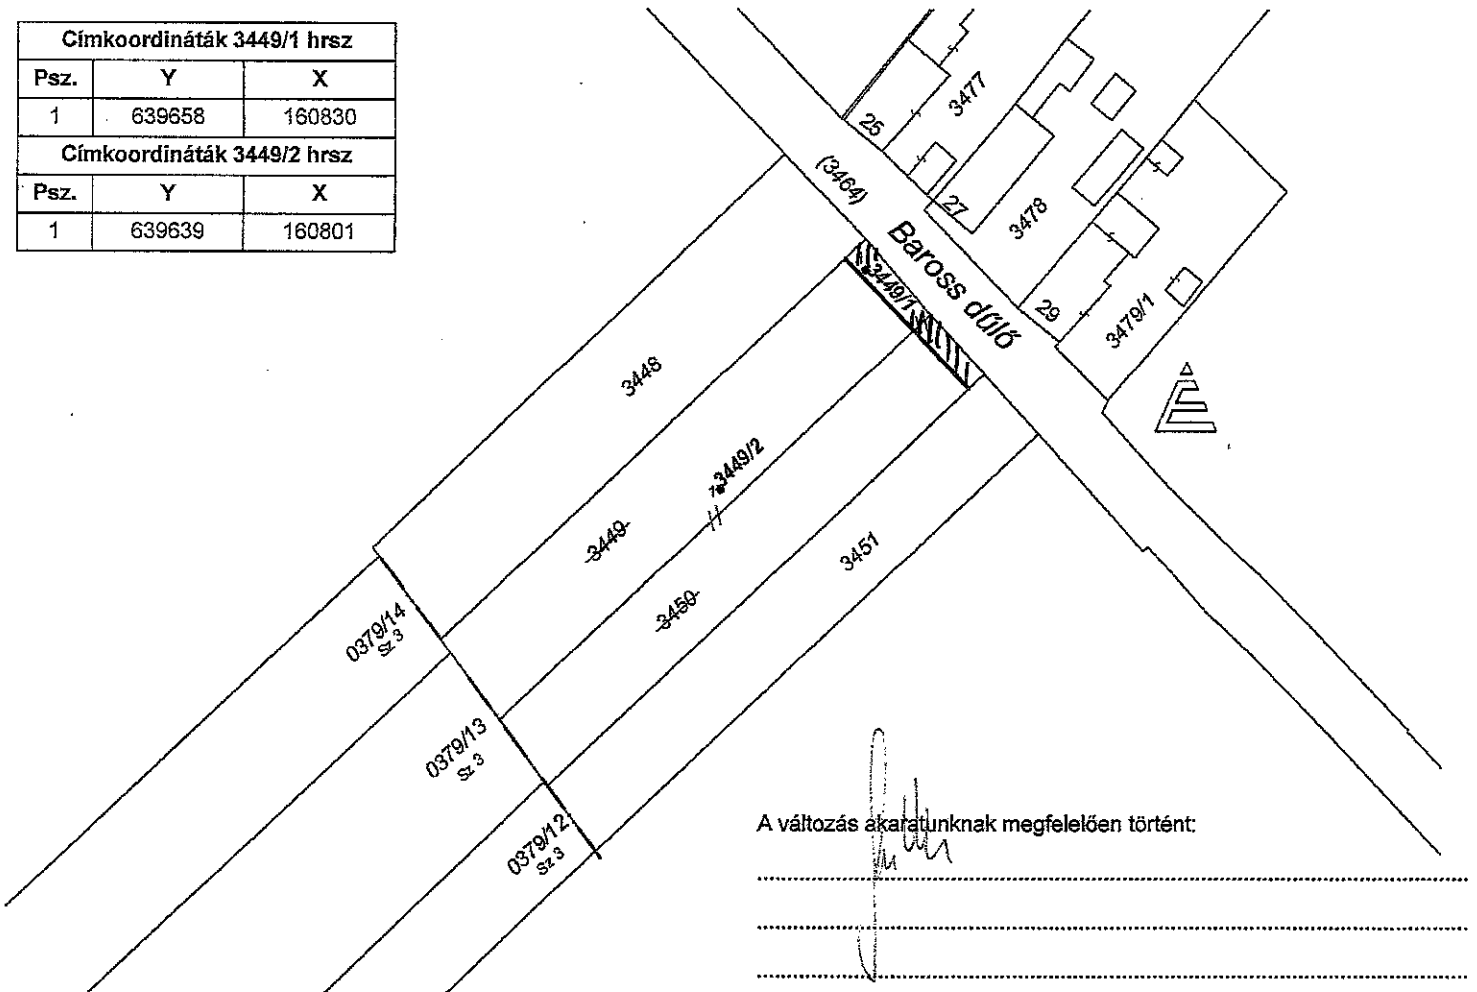 Címkoordináták 3449/1 hrsz
Psz. Y X
1 639658 160830
Címkoordináták 3449/2 hrsz
Psz. Y X
1 639639 160801
3477
25
(3464)
27
3478
Baross dűlő
3449/1
29
3479/1
3448
3449/2
1
3449
3451
3450
0379/14
Sz 3
0379/13
Sz 3
0379/12
Sz 3
É
A változás akaratunknak megfelelően történt: